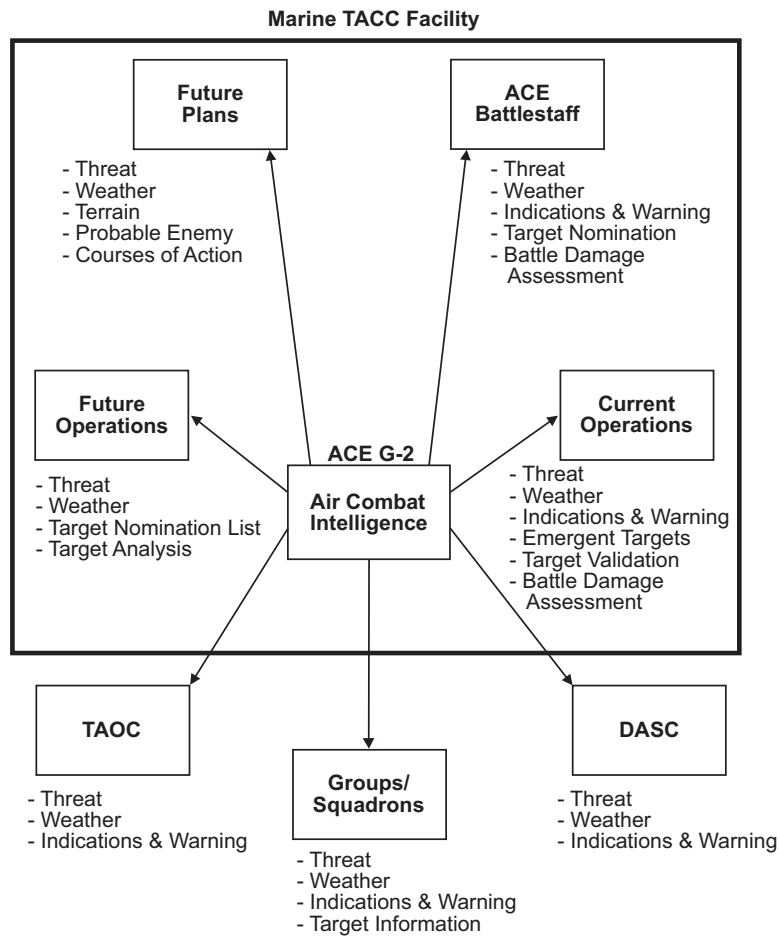 Marine TACC Facility
Future
Plans
- Threat
- Weather
- Terrain
- Probable Enemy
- Courses of Action
ACE
Battlestaff
- Threat
- Weather
- Indications & Warning
- Target Nomination
- Battle Damage
Assessment
Future
Operations
- Threat
- Weather
- Target Nomination List
- Target Analysis
ACE G-2
Air Combat
Intelligence
Current
Operations
- Threat
- Weather
- Indications & Warning
- Emergent Targets
- Target Validation
- Battle Damage
Assessment
TAOC
- Threat
- Weather
- Indications & Warning
Groups/
Squadrons
- Threat
- Weather
- Indications & Warning
- Target Information
DASC
- Threat
- Weather
- Indications & Warning